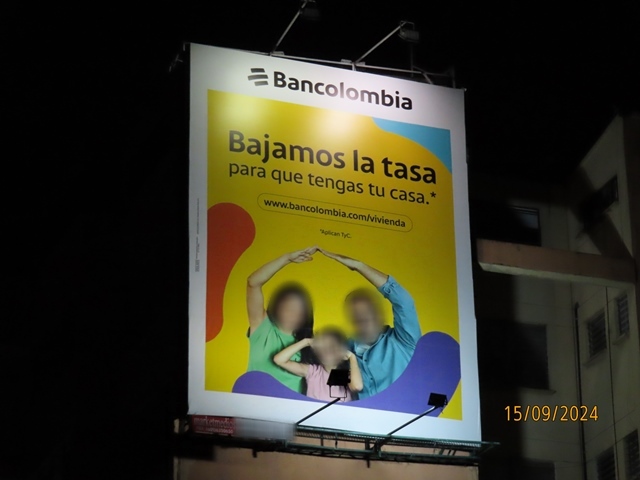 Bancolombia
Bajamos la tasa
para que tengas tu casa.*
www.bancolombia.com/vivienda
*Aplican TyC.
15/09/2024